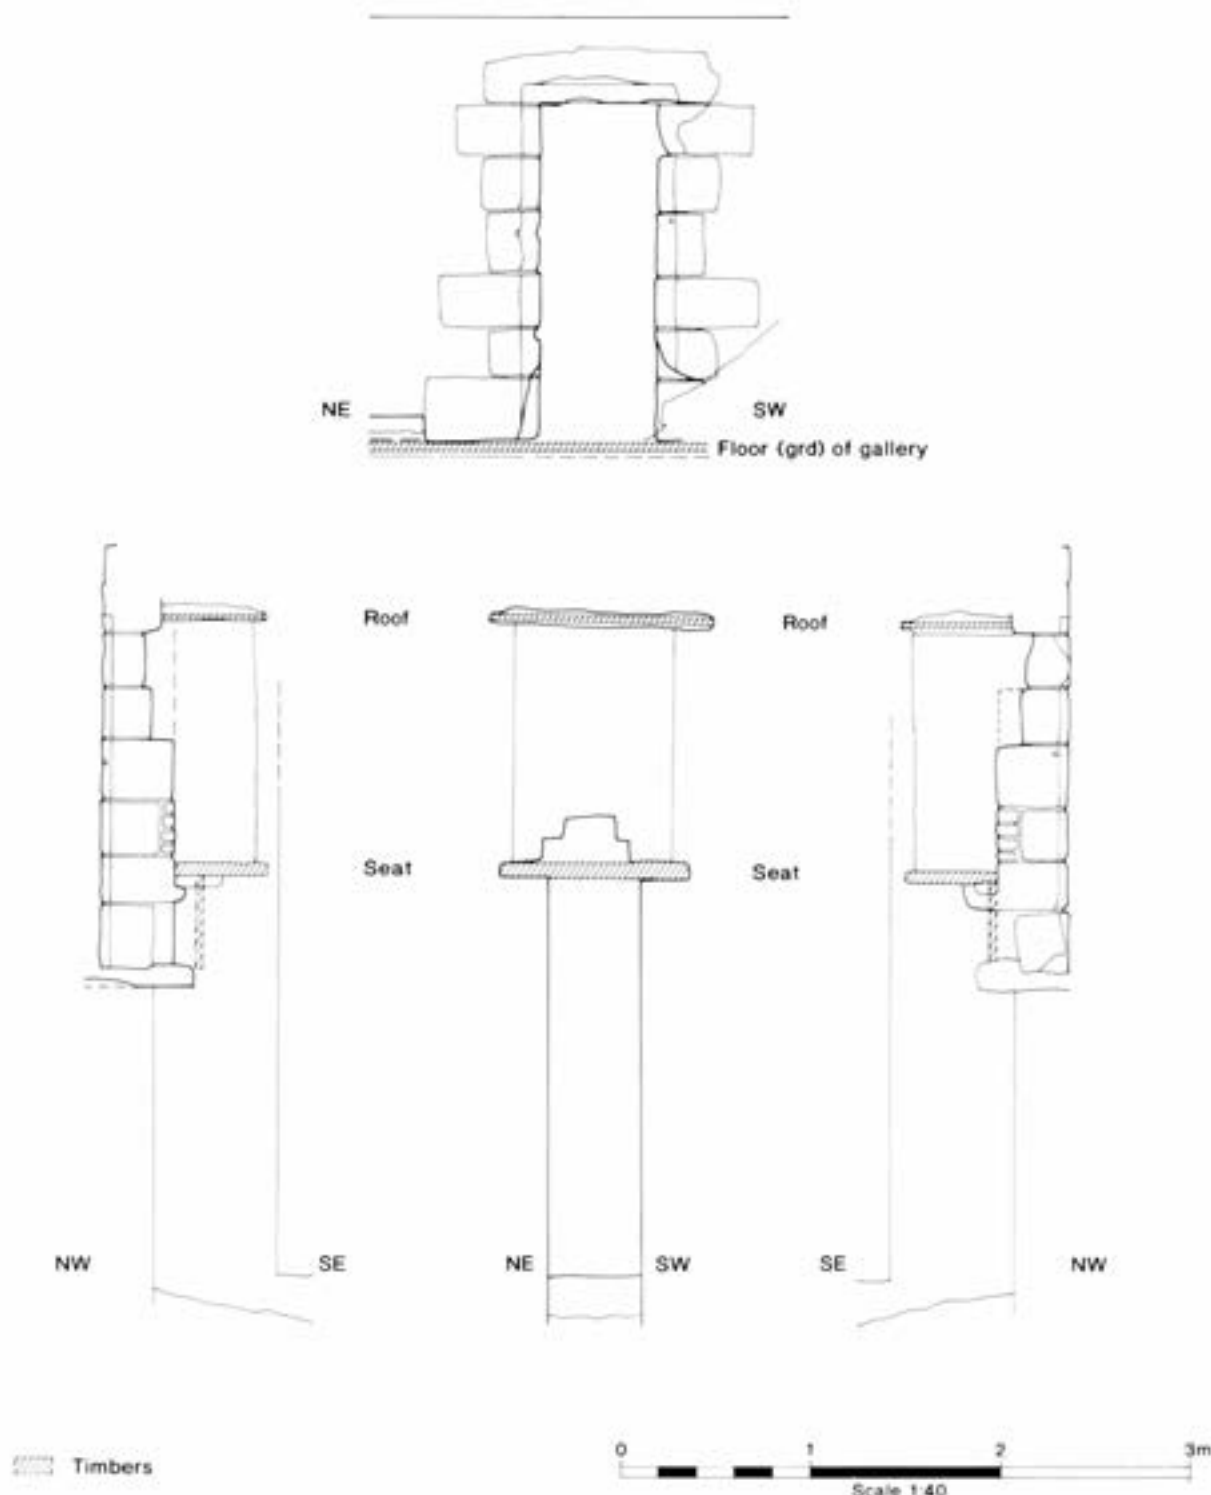 NE
SW
Floor (grd) of gallery
Roof
Roof
Seat
Seat
NW
SE
NE
SW
SE
NW
Timbers
0 1 2 3m
Scale 1:40